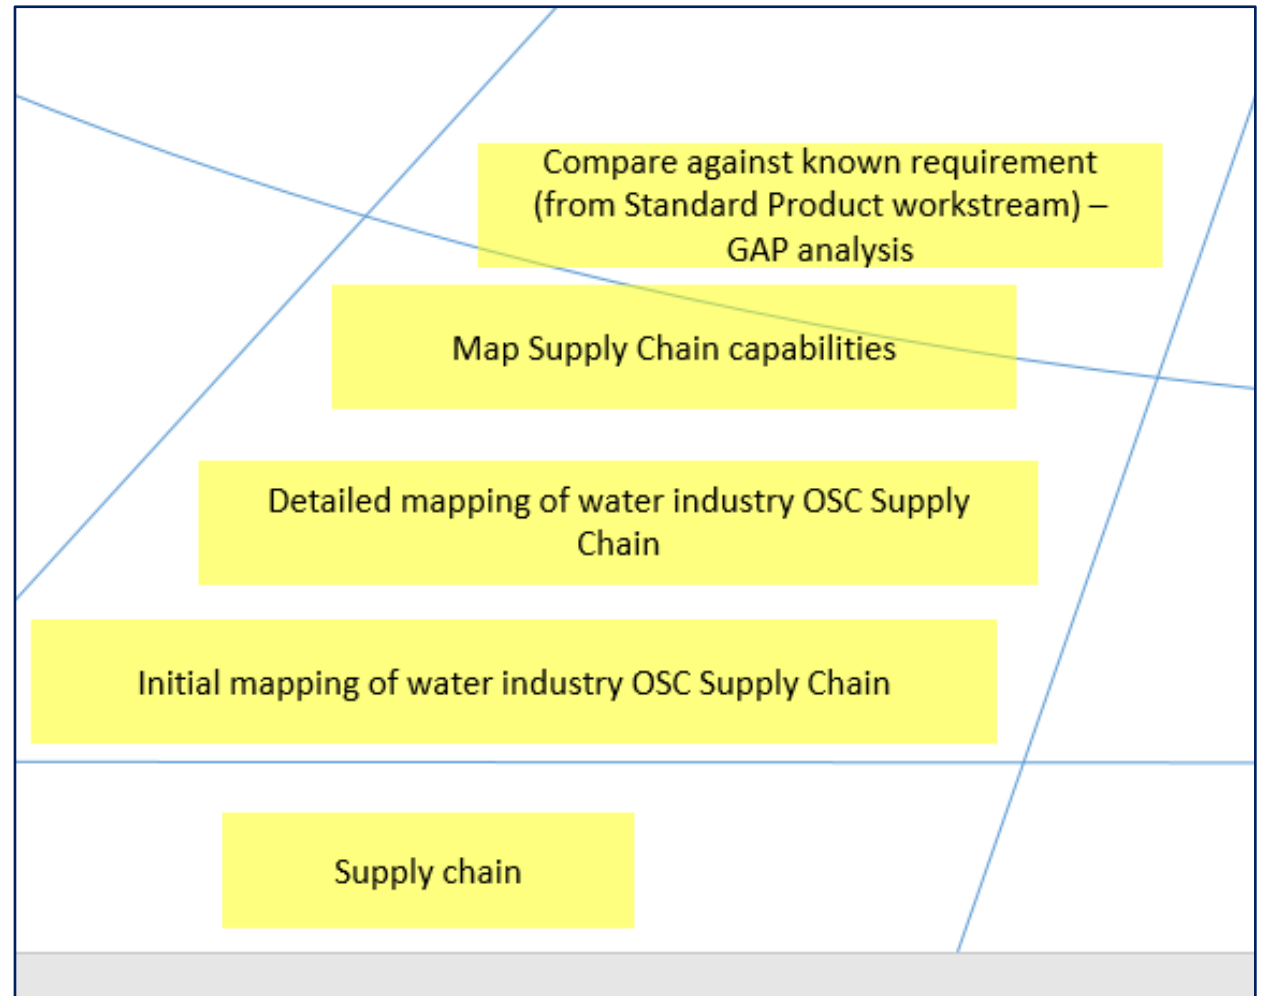 Compare against known requirement
(from Standard Product workstream) –
GAP analysis
Map Supply Chain capabilities
Detailed mapping of water industry OSC Supply
Chain
Initial mapping of water industry OSC Supply Chain
Supply chain